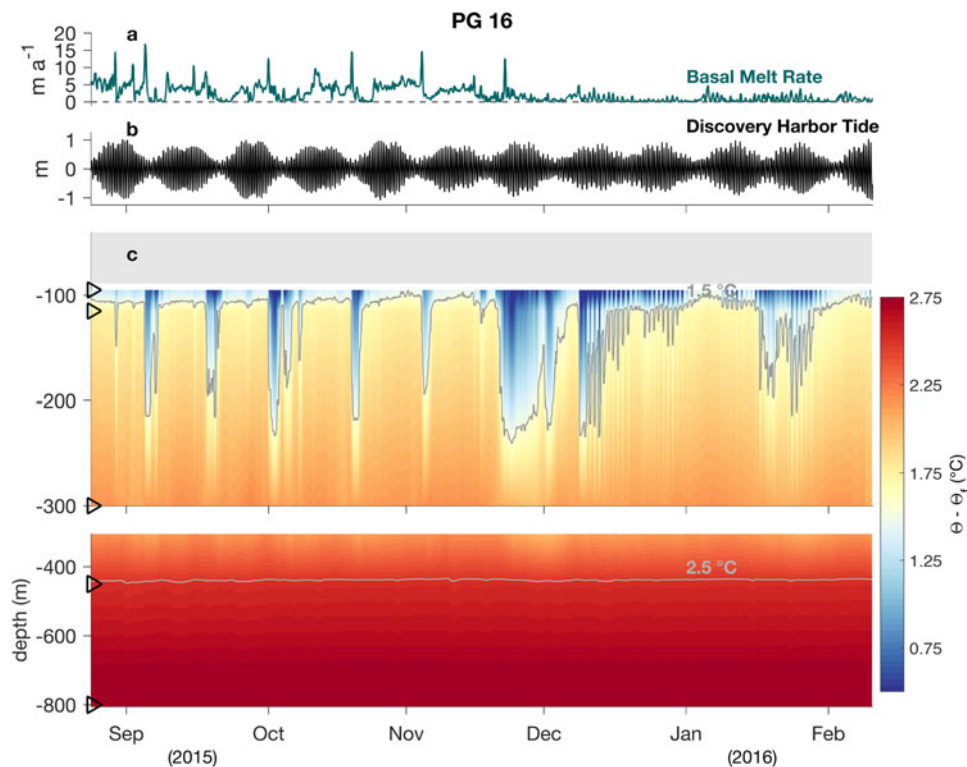 PG 16
a
20
15
10
5
0
m a⁻¹
Basal Melt Rate
b
Discovery Harbor Tide
1
0
-1
m
c
1.5 °C
-100
-200
-300
2.5 °C
-400
-600
-800
depth (m)
Sep Oct Nov Dec Jan Feb
(2015) (2016)
2.75
2.25
1.75
1.25
0.75
Θ - Θf (°C)